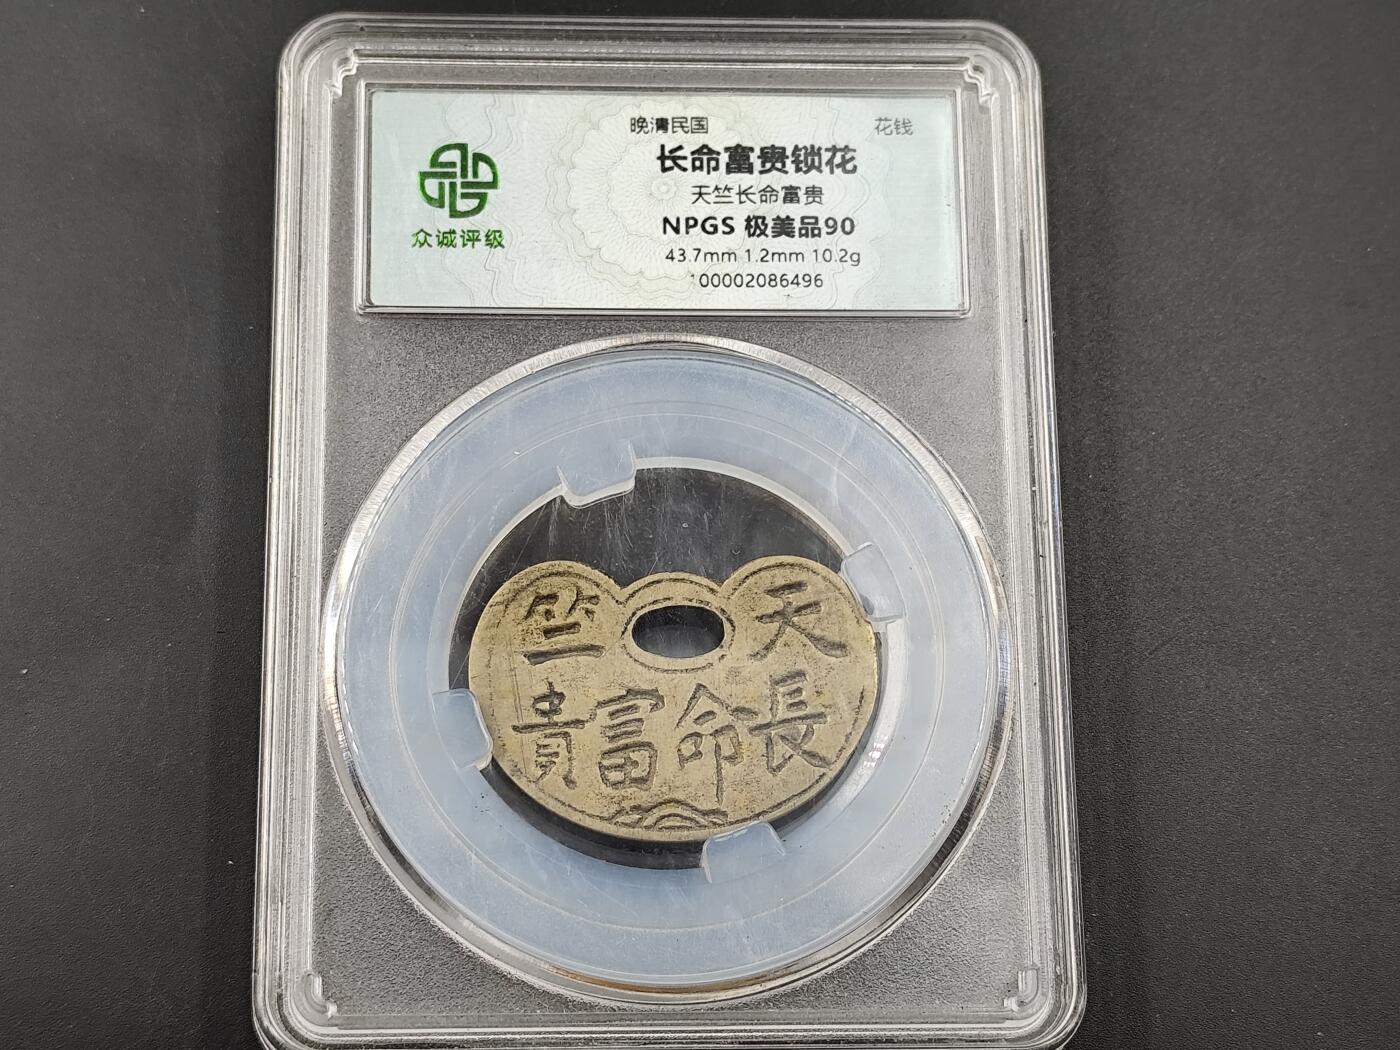 晚清民国
花钱
长命富贵锁花
天竺长命富贵
NPGS 极美品90
43.7mm 1.2mm 10.2g
00002086496
众诚评级
天竺
長命富貴